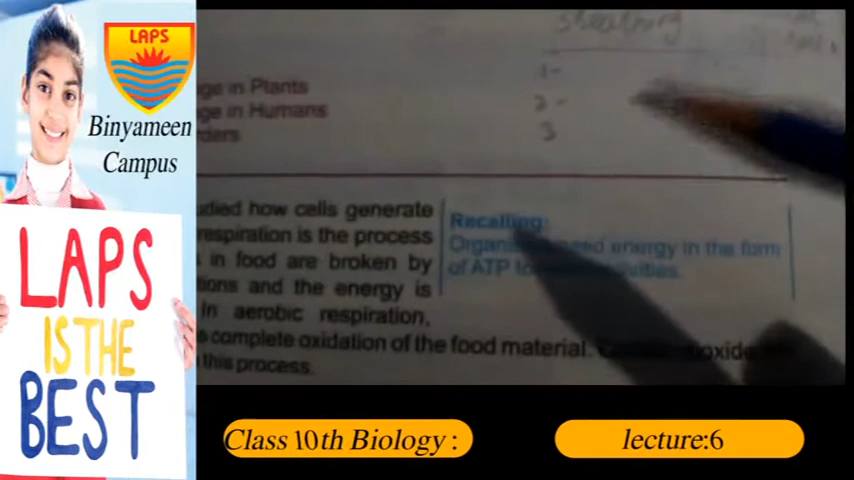 LAPS
Binyameen
Campus
LAPS
IS THE
BEST
1-
2-
3
ge in Plants
ge in Humans
rders
udied how cells generate
respiration is the process
in food are broken by
tions and the energy is
In aerobic respiration,
complete oxidation of the food material.
this process.
Recalling:
energy in the form
of ATP
Class 10th Biology :
lecture:6